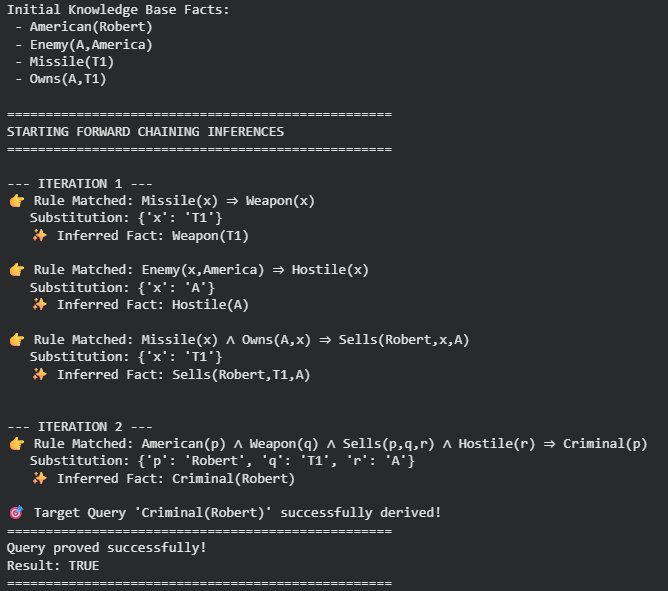 Initial Knowledge Base Facts:
- American(Robert)
- Enemy(A,America)
- Missile(T1)
- Owns(A,T1)
==================================================
STARTING FORWARD CHAINING INFERENCES
==================================================
--- ITERATION 1 ---
👉 Rule Matched: Missile(x) ⇒ Weapon(x)
Substitution: {'x': 'T1'}
✨ Inferred Fact: Weapon(T1)
👉 Rule Matched: Enemy(x,America) ⇒ Hostile(x)
Substitution: {'x': 'A'}
✨ Inferred Fact: Hostile(A)
👉 Rule Matched: Missile(x) ∧ Owns(A,x) ⇒ Sells(Robert,x,A)
Substitution: {'x': 'T1'}
✨ Inferred Fact: Sells(Robert,T1,A)
--- ITERATION 2 ---
👉 Rule Matched: American(p) ∧ Weapon(q) ∧ Sells(p,q,r) ∧ Hostile(r) ⇒ Criminal(p)
Substitution: {'p': 'Robert', 'q': 'T1', 'r': 'A'}
✨ Inferred Fact: Criminal(Robert)
🎯 Target Query 'Criminal(Robert)' successfully derived!
==================================================
Query proved successfully!
Result: TRUE
==================================================